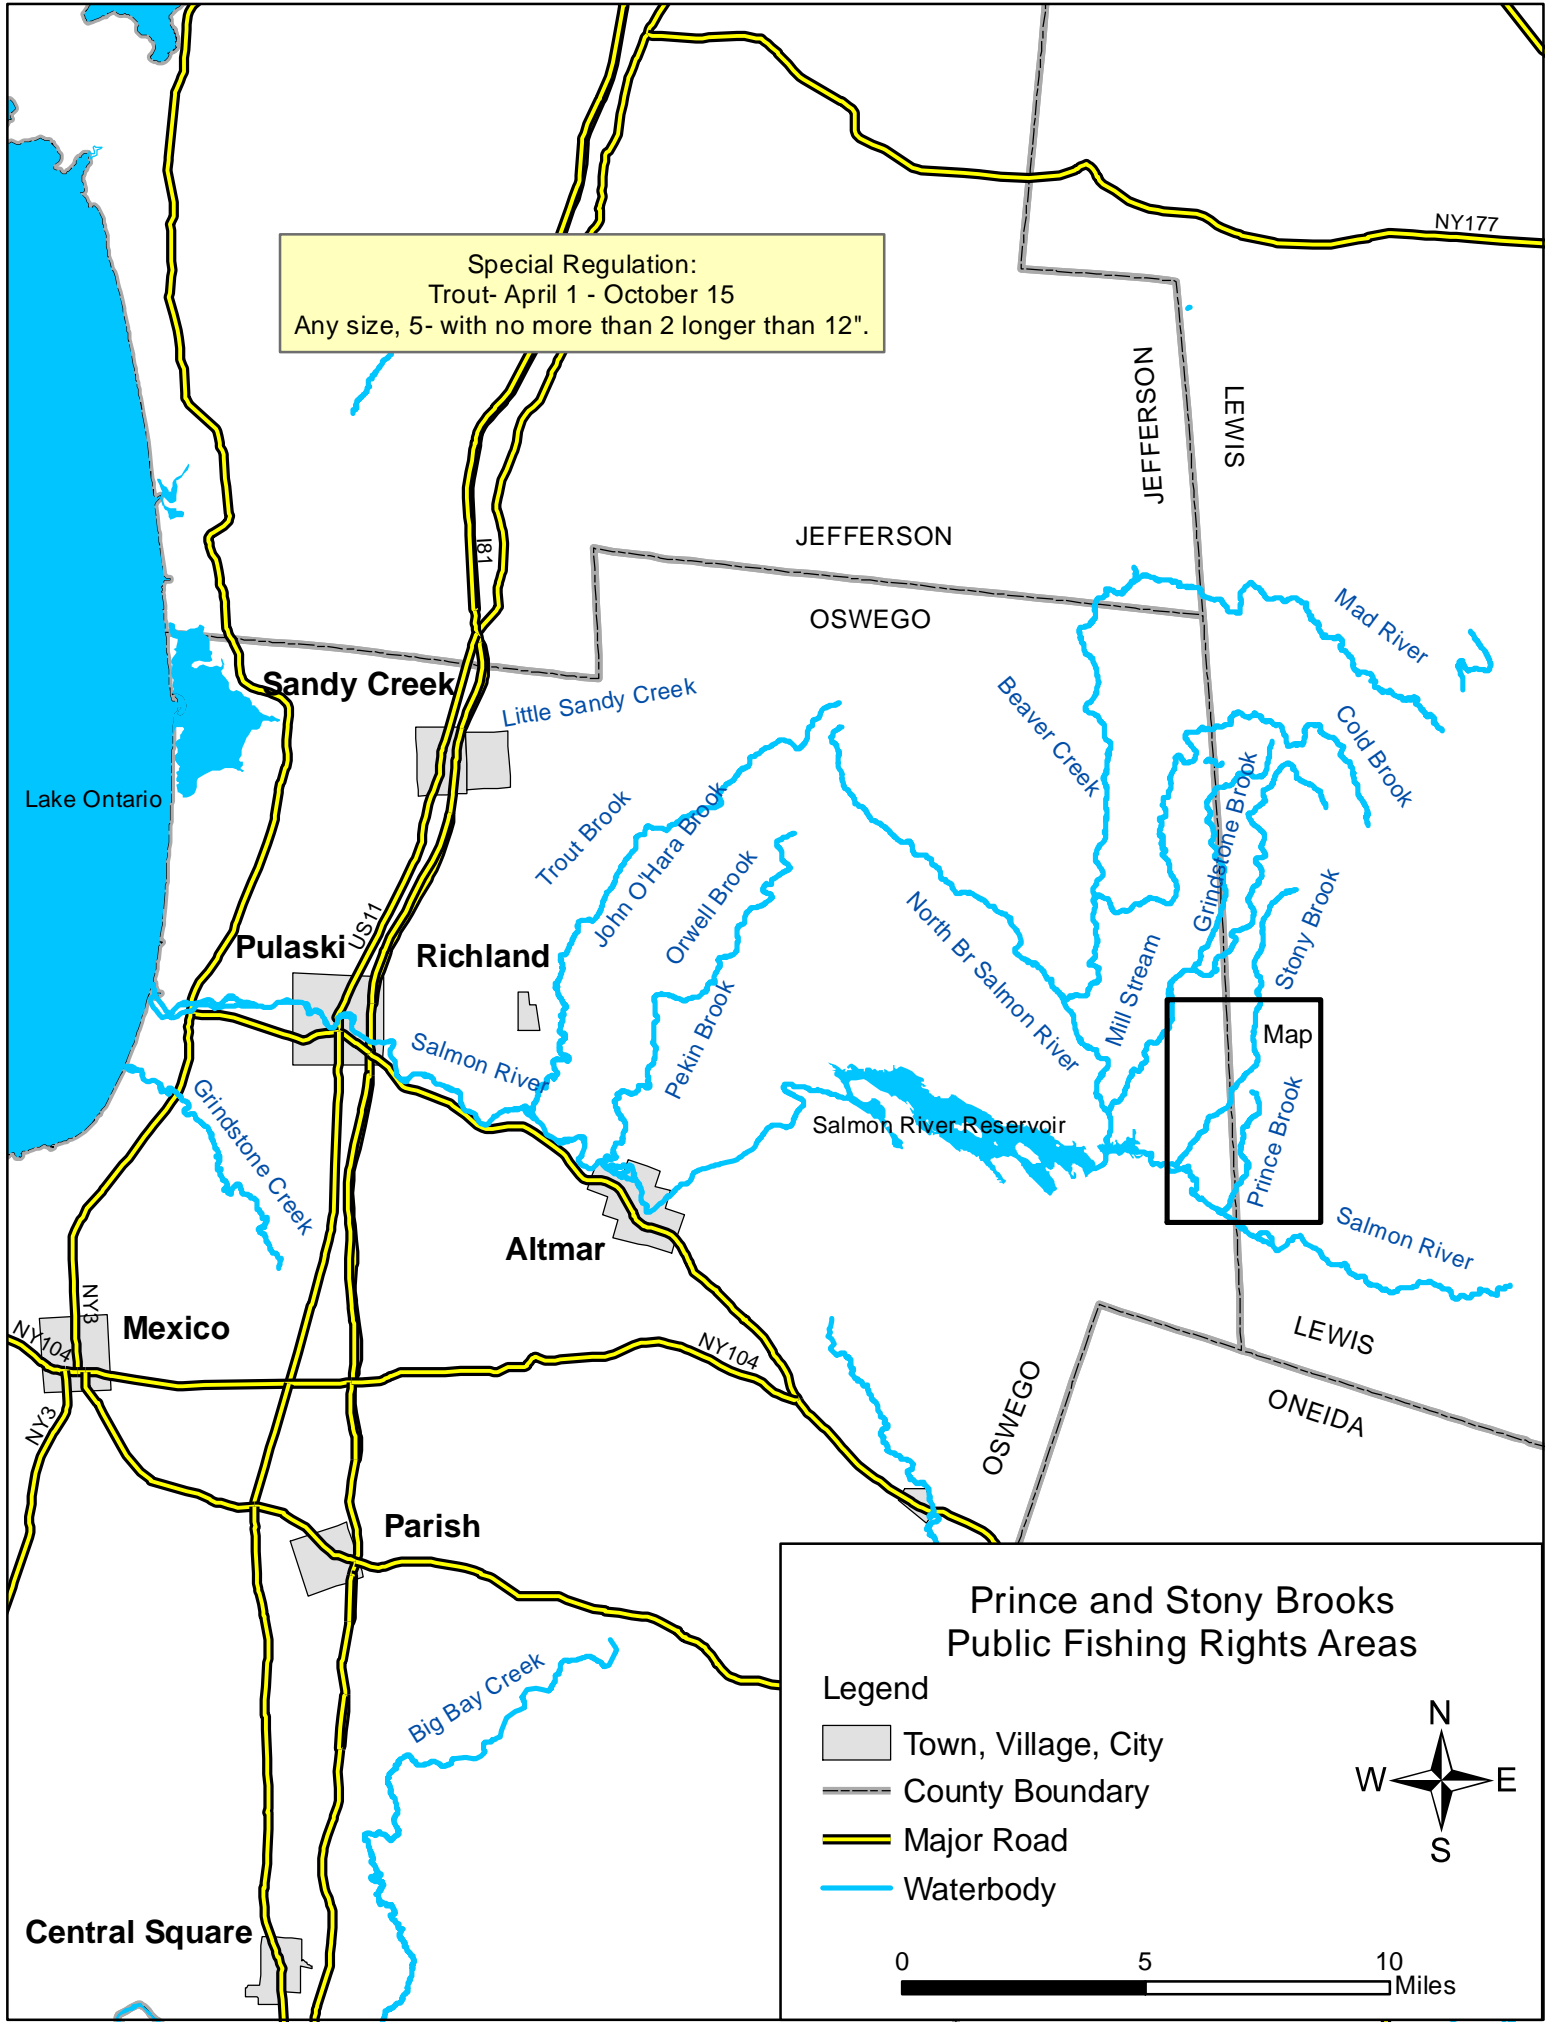 NY177
Special Regulation:
Trout- April 1 - October 15
Any size, 5- with no more than 2 longer than 12".
JEFFERSON
LEWIS
I81
JEFFERSON
OSWEGO
Mad River
Sandy Creek
Little Sandy Creek
Beaver Creek
Cold Brook
Lake Ontario
Trout Brook
John O'Hara Brook
Orwell Brook
Grindstone Brook
North Br Salmon River
Stony Brook
US11
Pulaski
Richland
Mill Stream
Pekin Brook
Map
Salmon River
Grindstone Creek
Prince Brook
Salmon River Reservoir
Salmon River
Altmar
NY3
Mexico
NY104
NY104
LEWIS
ONEIDA
OSWEGO
NY3
Parish
Big Bay Creek
Central Square
Prince and Stony Brooks
Public Fishing Rights Areas
Legend
Town, Village, City
County Boundary
Major Road
Waterbody
N
W E
S
0 5 10
Miles